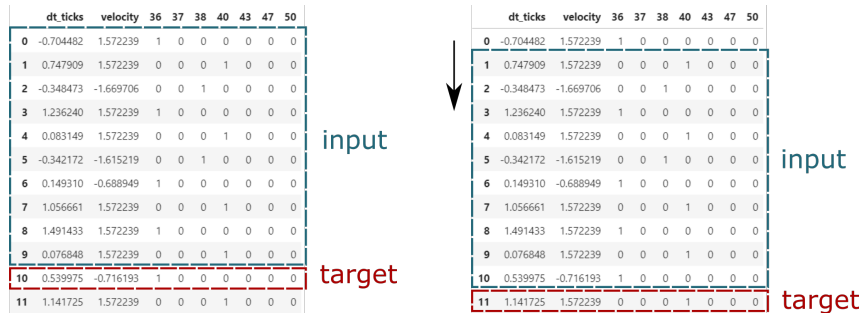 dt_ticks velocity 36 37 38 40 43 47 50
0 -0.704482 1.572239 1 0 0 0 0 0 0
1 0.747909 1.572239 0 0 0 1 0 0 0
2 -0.348473 -1.669706 0 0 1 0 0 0 0
3 1.236240 1.572239 1 0 0 0 0 0 0
4 0.083149 1.572239 0 0 0 1 0 0 0
5 -0.342172 -1.615219 0 0 1 0 0 0 0
6 0.149310 -0.688949 1 0 0 0 0 0 0
7 1.056661 1.572239 0 0 0 1 0 0 0
8 1.491433 1.572239 1 0 0 0 0 0 0
9 0.076848 1.572239 0 0 0 1 0 0 0
10 0.539975 -0.716193 1 0 0 0 0 0 0
11 1.141725 1.572239 0 0 0 1 0 0 0
input
target
dt_ticks velocity 36 37 38 40 43 47 50
0 -0.704482 1.572239 1 0 0 0 0 0 0
1 0.747909 1.572239 0 0 0 1 0 0 0
2 -0.348473 -1.669706 0 0 1 0 0 0 0
3 1.236240 1.572239 1 0 0 0 0 0 0
4 0.083149 1.572239 0 0 0 1 0 0 0
5 -0.342172 -1.615219 0 0 1 0 0 0 0
6 0.149310 -0.688949 1 0 0 0 0 0 0
7 1.056661 1.572239 0 0 0 1 0 0 0
8 1.491433 1.572239 1 0 0 0 0 0 0
9 0.076848 1.572239 0 0 0 1 0 0 0
10 0.539975 -0.716193 1 0 0 0 0 0 0
11 1.141725 1.572239 0 0 0 1 0 0 0
input
target